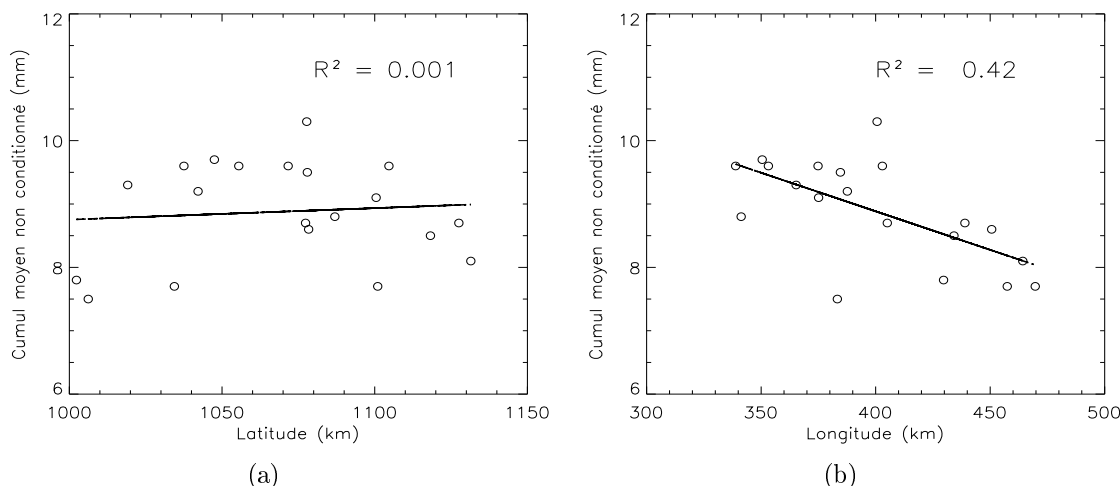 12
10
8
6
Cumul moyen non conditionné (mm)
R² = 0.001
1000 1050 1100 1150
Latitude (km)
(a)
12
10
8
6
Cumul moyen non conditionné (mm)
R² = 0.42
300 350 400 450 500
Longitude (km)
(b)